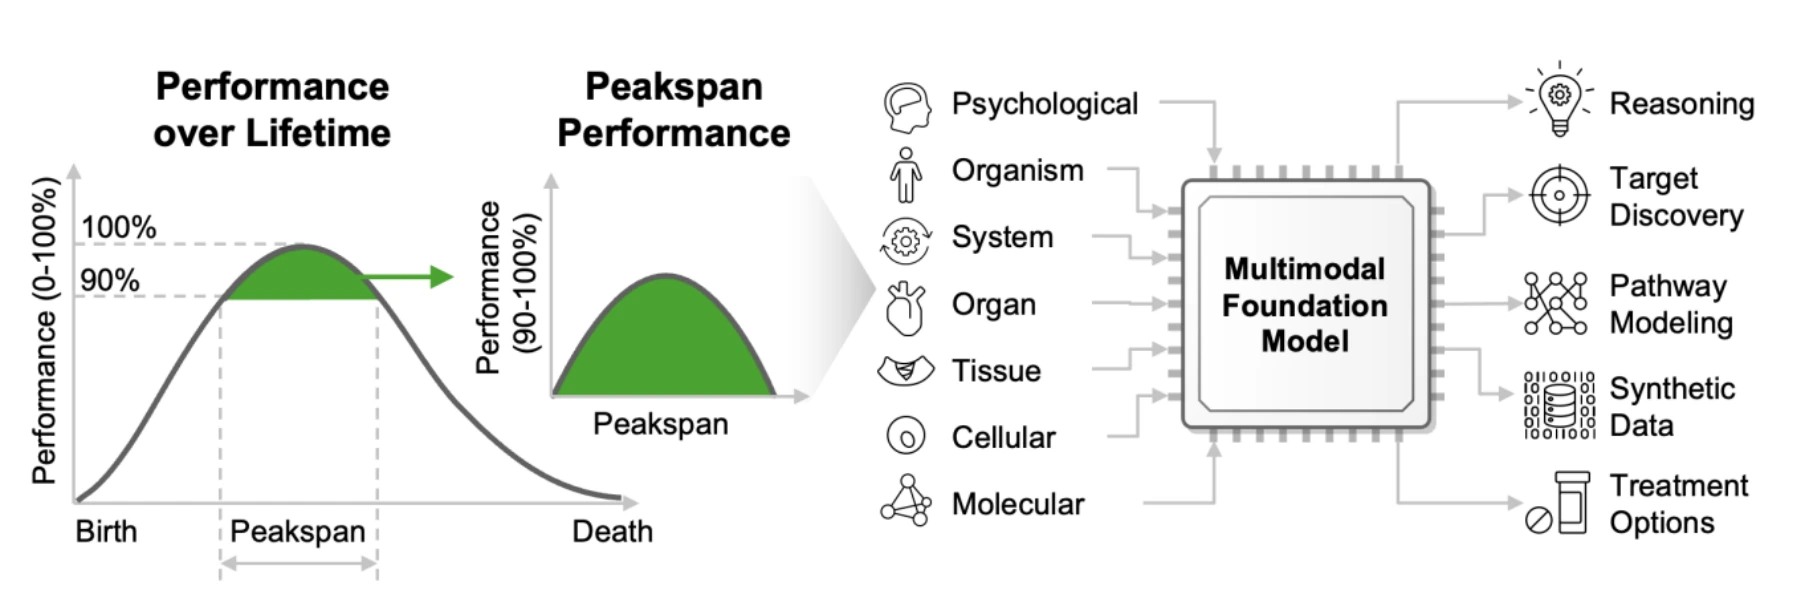 Performance
over Lifetime
Performance (0-100%)
100%
90%
Birth
Peakspan
Death
Peakspan
Performance
Performance
(90-100%)
Peakspan
Psychological
Organism
System
Organ
Tissue
Cellular
Molecular
Multimodal
Foundation
Model
Reasoning
Target
Discovery
Pathway
Modeling
Synthetic
Data
Treatment
Options